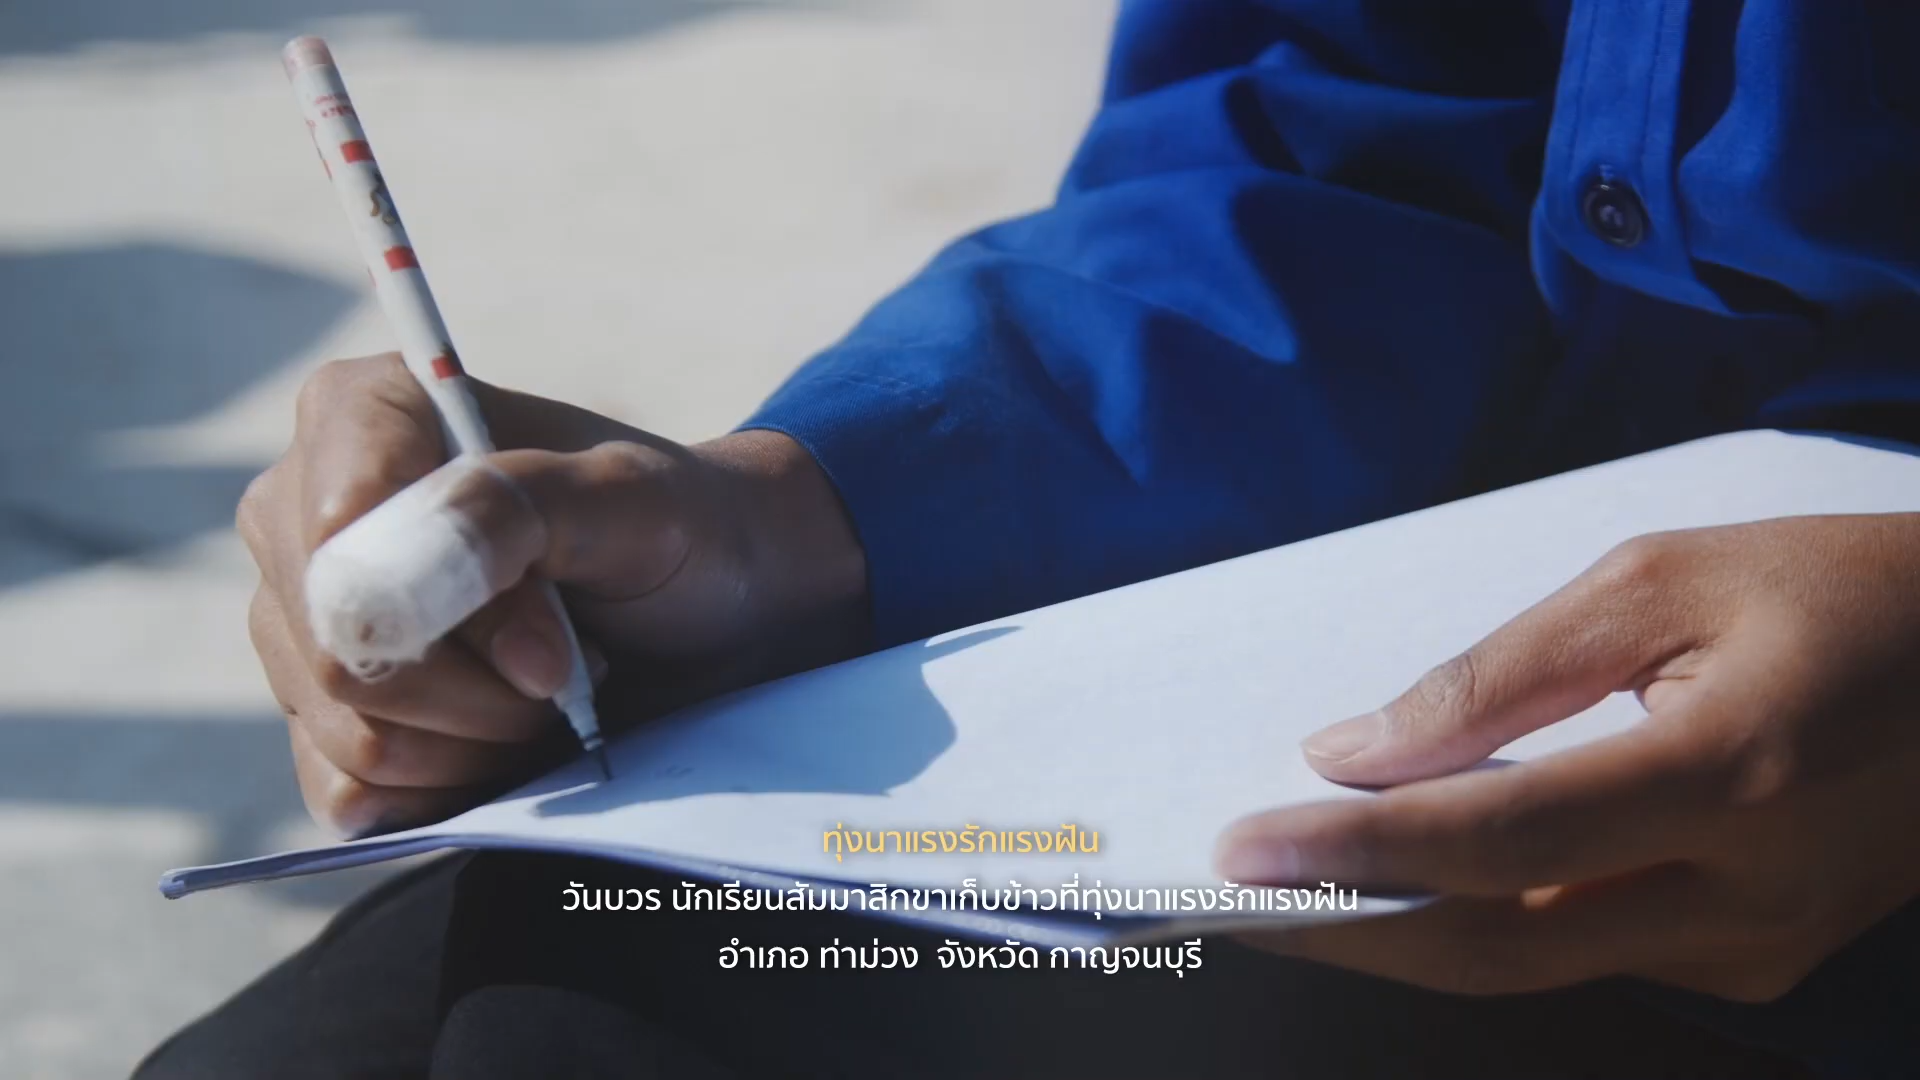 ทุ่งนาแรงรักแรงฝัน
วันบวร นักเรียนสัมมาสิกขาเก็บข้าวที่ทุ่งนาแรงรักแรงฝัน
อำเภอ ท่าม่วง  จังหวัด กาญจนบุรี